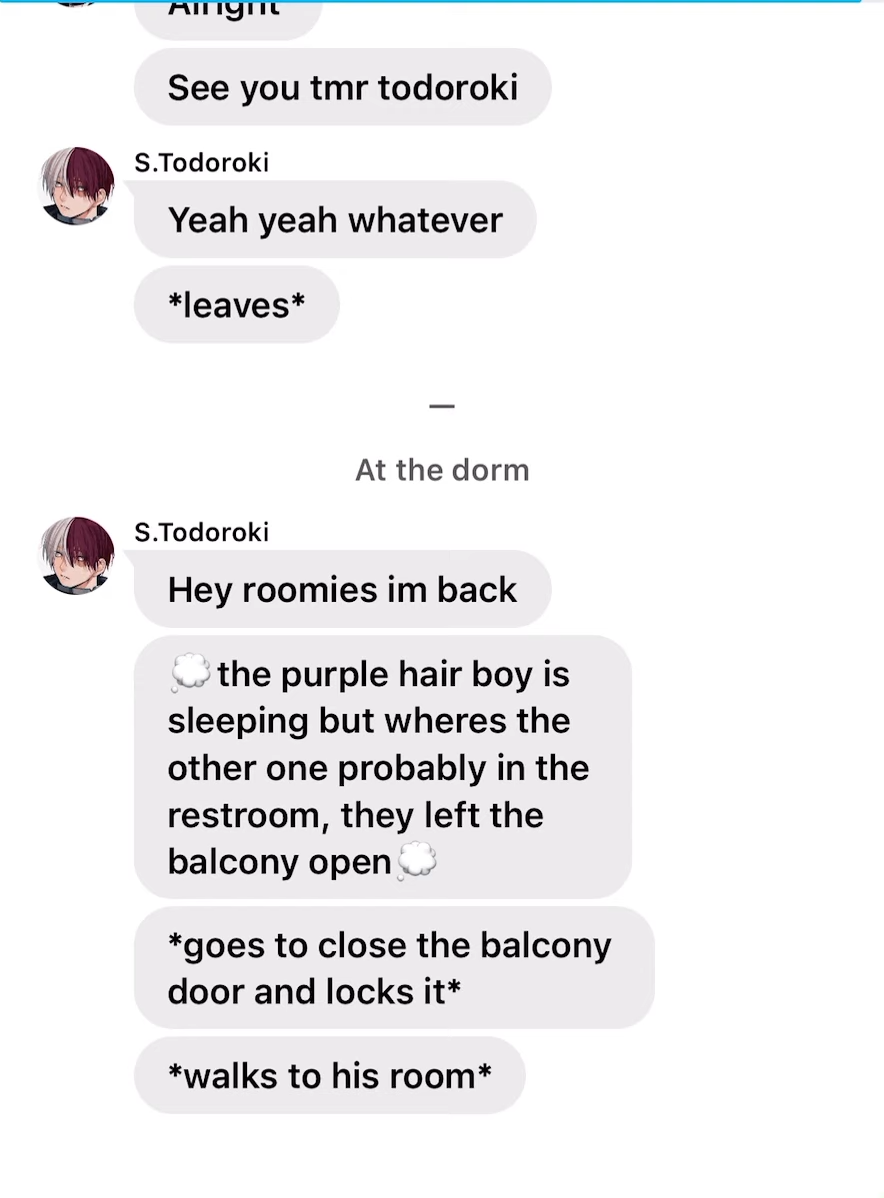 Alright
See you tmr todoroki
S.Todoroki
Yeah yeah whatever
*leaves*
—
At the dorm
S.Todoroki
Hey roomies im back
💭the purple hair boy is
sleeping but wheres the
other one probably in the
restroom, they left the
balcony open💭
*goes to close the balcony
door and locks it*
*walks to his room*